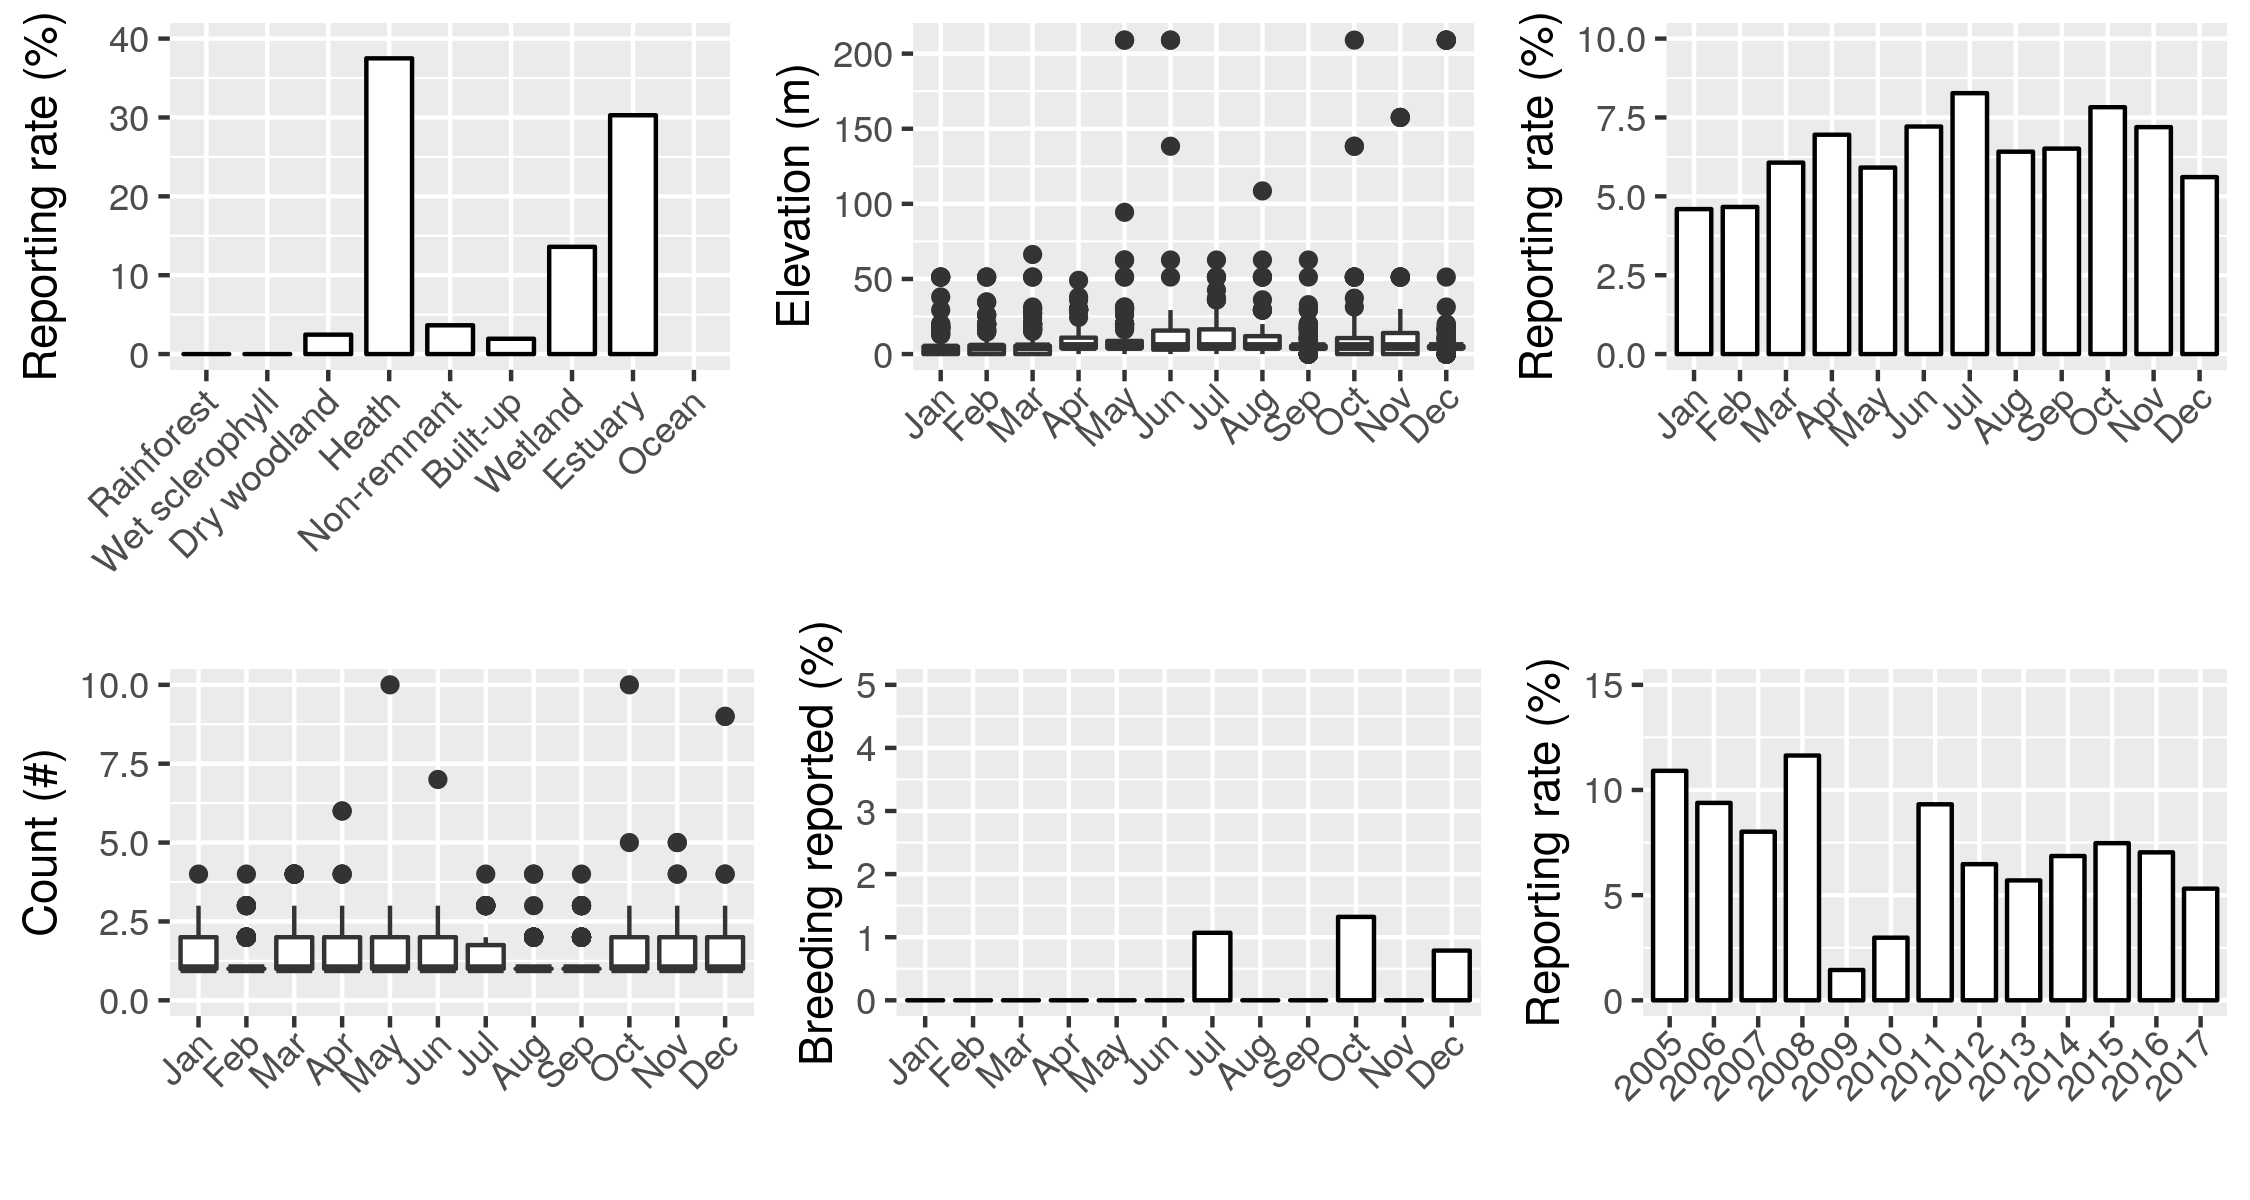 Reporting rate (%)
40
30
20
10
0
Rainforest
Wet sclerophyll
Dry woodland
Heath
Non-remnant
Built-up
Wetland
Estuary
Ocean
Elevation (m)
200
150
100
50
0
Jan
Feb
Mar
Apr
May
Jun
Jul
Aug
Sep
Oct
Nov
Dec
Reporting rate (%)
10.0
7.5
5.0
2.5
0.0
Jan
Feb
Mar
Apr
May
Jun
Jul
Aug
Sep
Oct
Nov
Dec
Count (#)
10.0
7.5
5.0
2.5
0.0
Jan
Feb
Mar
Apr
May
Jun
Jul
Aug
Sep
Oct
Nov
Dec
Breeding reported (%)
5
4
3
2
1
0
Jan
Feb
Mar
Apr
May
Jun
Jul
Aug
Sep
Oct
Nov
Dec
Reporting rate (%)
15
10
5
0
2005
2006
2007
2008
2009
2010
2011
2012
2013
2014
2015
2016
2017